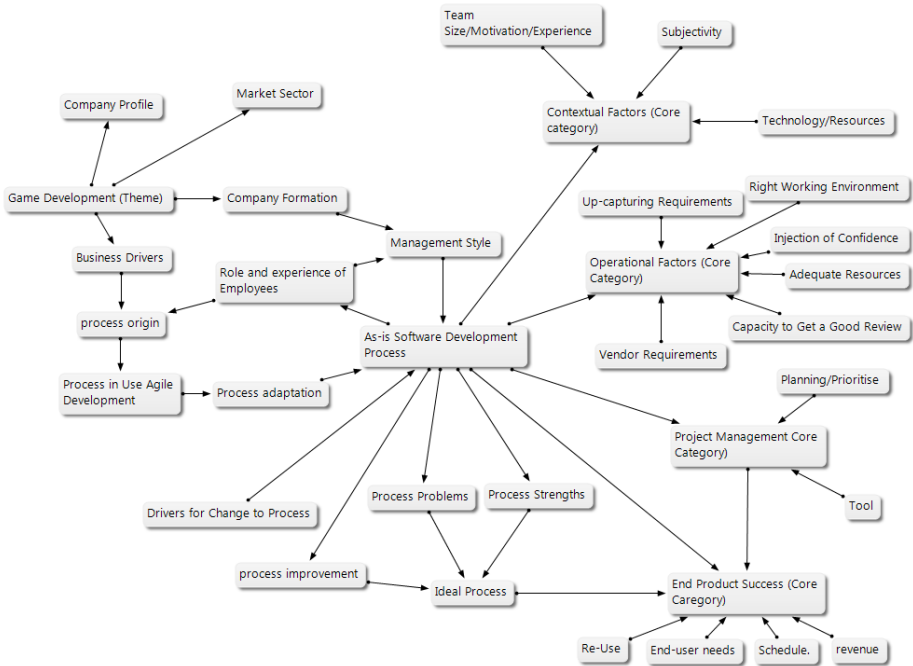 Team
Size/Motivation/Experience
Subjectivity
Company Profile
Market Sector
Contextual Factors (Core
category)
Technology/Resources
Game Development (Theme)
Company Formation
Up-capturing Requirements
Right Working Environment
Management Style
Injection of Confidence
Business Drivers
Role and experience of
Employees
Operational Factors (Core
Category)
Adequate Resources
process origin
As-is Software Development
Process
Capacity to Get a Good Review
Vendor Requirements
Process in Use Agile
Development
Process adaptation
Planning/Prioritise
Project Management Core
Category)
Drivers for Change to Process
Process Problems
Process Strengths
Tool
process improvement
Ideal Process
End Product Success (Core
Caregory)
Re-Use
End-user needs
Schedule.
revenue